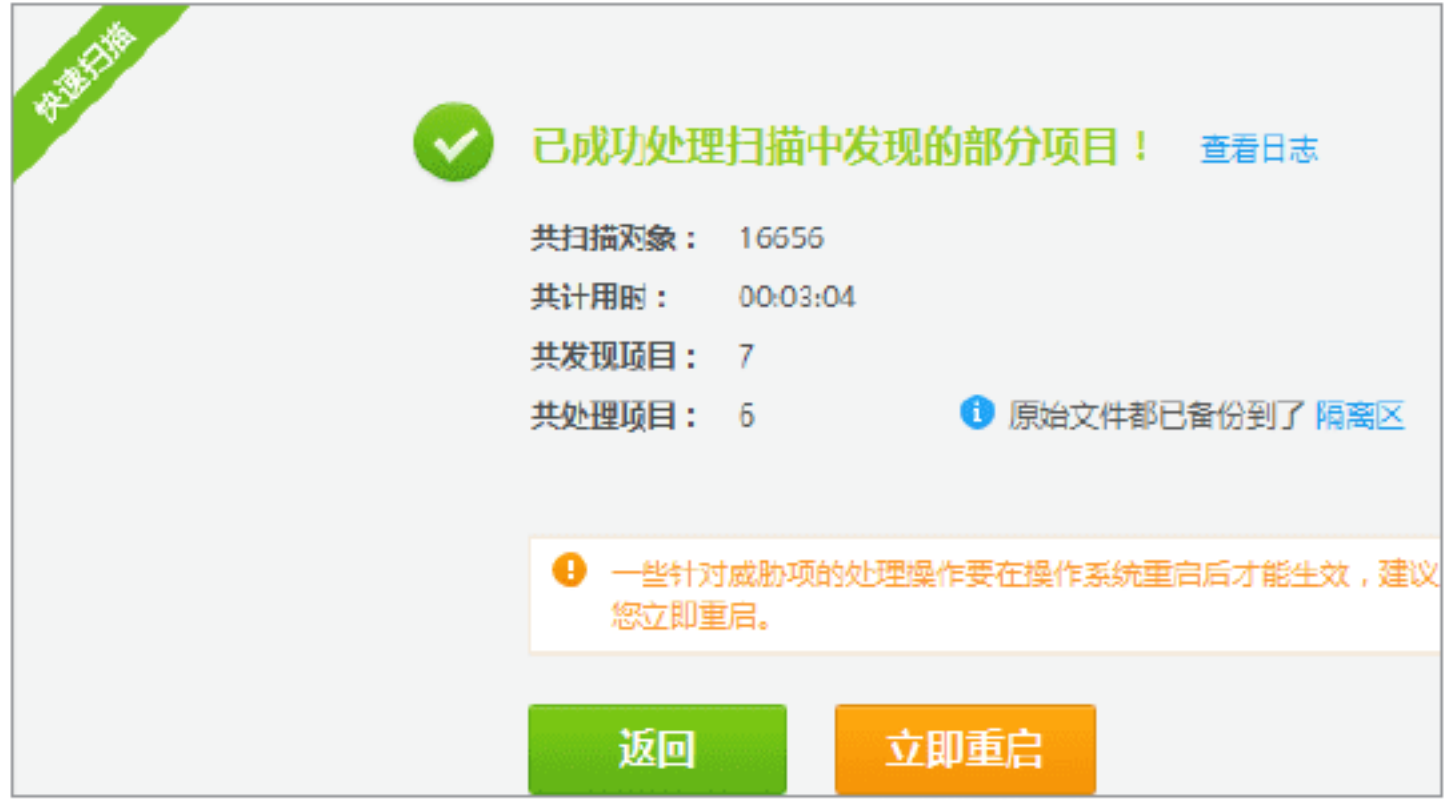 快速扫描
已成功处理扫描中发现的部分项目！ 查看日志
共扫描对象： 16656
共计用时： 00:03:04
共发现项目： 7
共处理项目： 6 原始文件都已备份到了 隔离区
一些针对威胁项的处理操作要在操作系统重启后才能生效，建议
您立即重启。
返回 立即重启